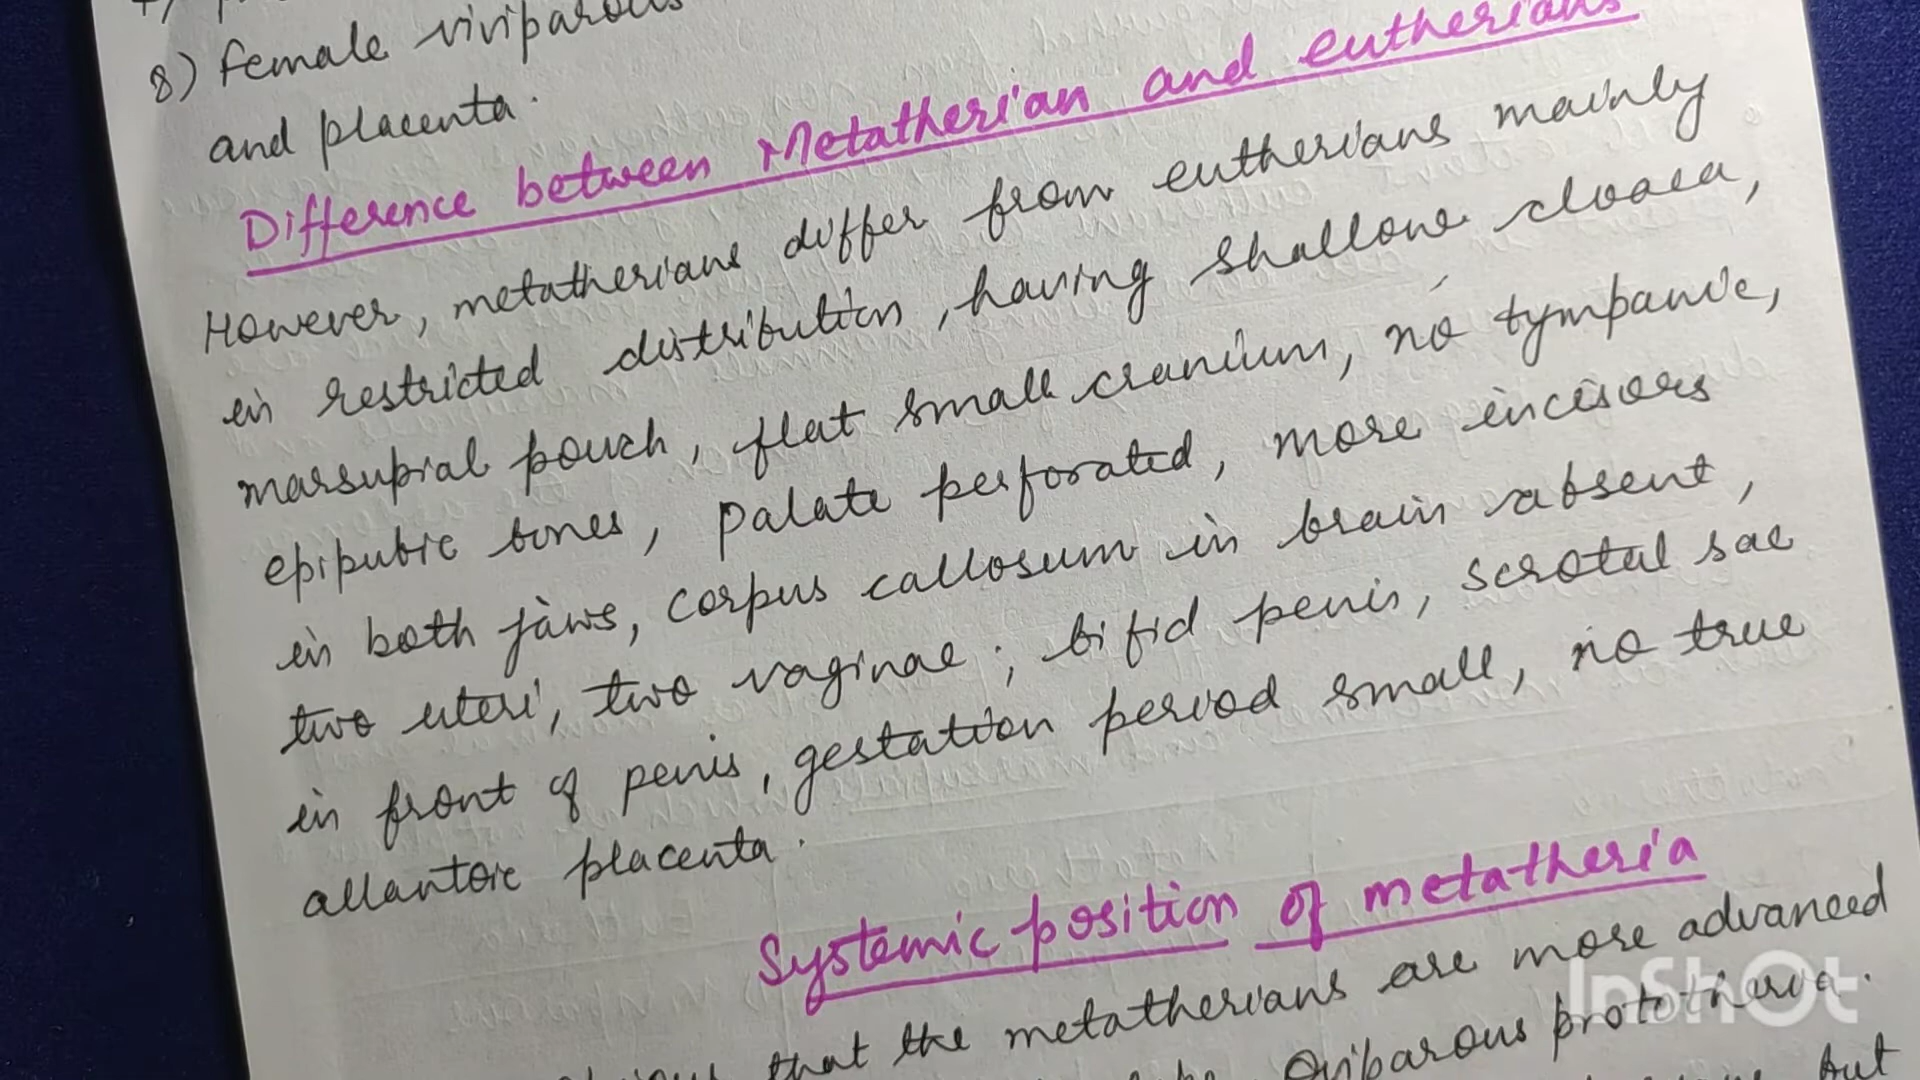 8) Female viviparous
and placenta.
Difference between Metatherian and eutherians
However, metatherians differ from eutherians mainly
in restricted distribution, having shallow cloaca,
marsupial pouch, flat small cranium, no tympanic,
epipubic bones, palate perforated, more incisors
in both jaws, corpus callosum in brain absent,
two uteri, two vaginae; bifid penis, scrotal sac
in front of penis, gestation period small, no true
allantoic placenta.
Systemic position of metatheria
that the metatherians are more advanced
Oviparous prototheria.
but
InShOt